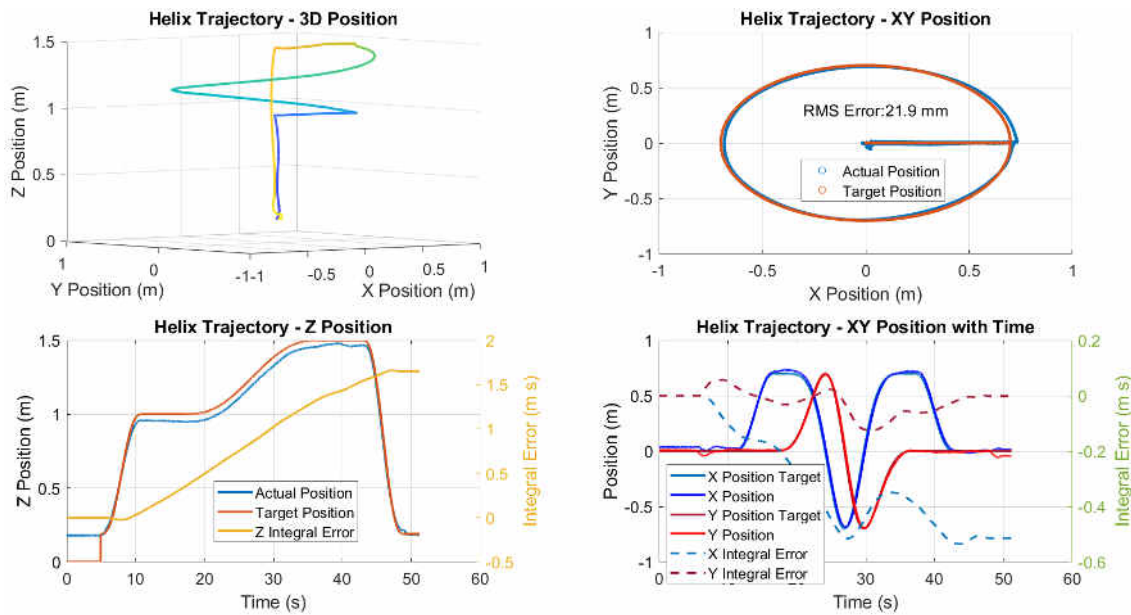 Helix Trajectory - 3D Position
1.5
1
0.5
0
Z Position (m)
1
0
-1-1
-0.5
0
0.5
1
Y Position (m)
X Position (m)
Helix Trajectory - XY Position
1
0.5
0
-0.5
-1
Y Position (m)
RMS Error:21.9 mm
Actual Position
Target Position
-1
-0.5
0
0.5
1
X Position (m)
Helix Trajectory - Z Position
1.5
1
0.5
0
Z Position (m)
2
1.5
1
0.5
0
-0.5
Integral Error (m s)
Actual Position
Target Position
Z Integral Error
0
10
20
30
40
50
60
Time (s)
Helix Trajectory - XY Position with Time
1
0.5
0
-0.5
-1
Position (m)
0.2
0
-0.2
-0.4
-0.6
Integral Error (m s)
X Position Target
X Position
Y Position Target
Y Position
X Integral Error
Y Integral Error
0
30
40
50
60
Time (s)